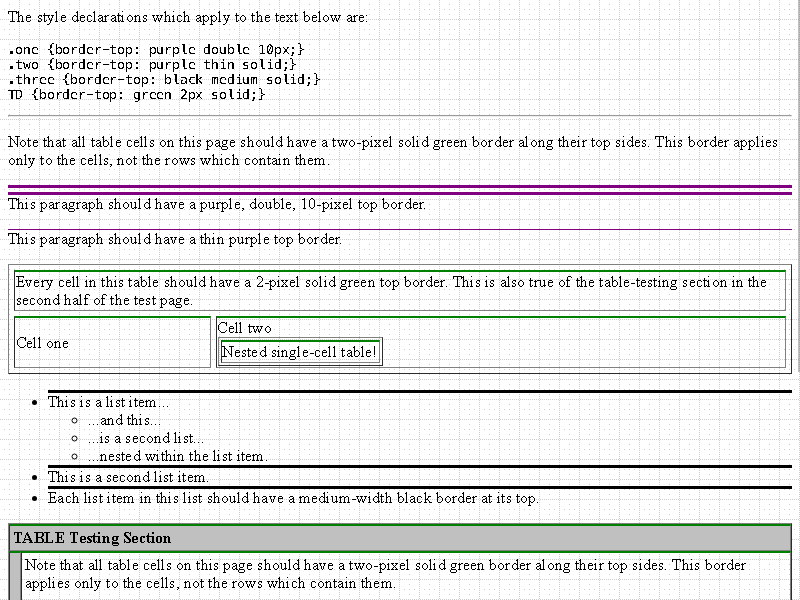 The style declarations which apply to the text below are:
.one {border-top: purple double 10px;}
.two {border-top: purple thin solid;}
.three {border-top: black medium solid;}
TD {border-top: green 2px solid;}
Note that all table cells on this page should have a two-pixel solid green border along their top sides. This border applies
only to the cells, not the rows which contain them.
This paragraph should have a purple, double, 10-pixel top border.
This paragraph should have a thin purple top border.
Every cell in this table should have a 2-pixel solid green top border. This is also true of the table-testing section in the
second half of the test page.
Cell one
Cell two
Nested single-cell table!
This is a list item...
...and this...
...is a second list...
...nested within the list item.
This is a second list item.
Each list item in this list should have a medium-width black border at its top.
TABLE Testing Section
Note that all table cells on this page should have a two-pixel solid green border along their top sides. This border
applies only to the cells, not the rows which contain them.